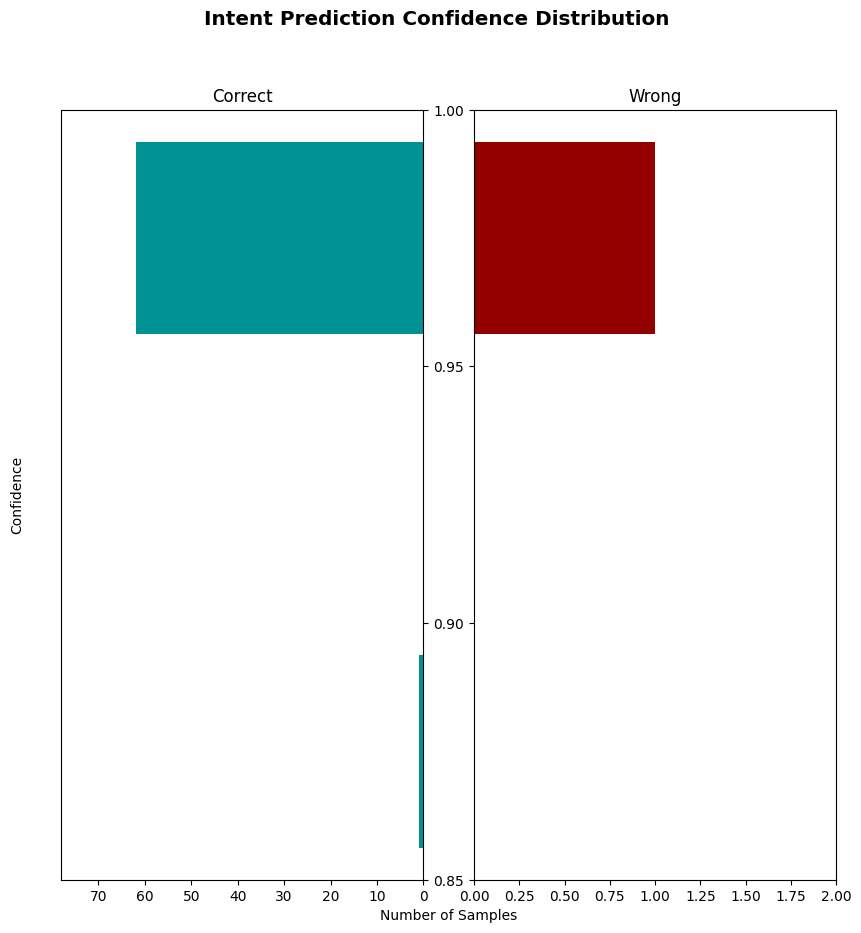 Intent Prediction Confidence Distribution
Correct
Wrong
1.00
0.95
0.90
0.85
Confidence
70 60 50 40 30 20 10 0
0.00 0.25 0.50 0.75 1.00 1.25 1.50 1.75 2.00
Number of Samples